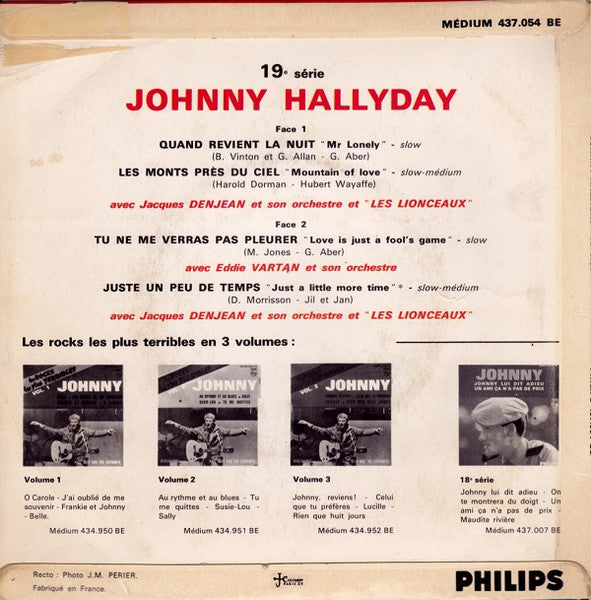 MÉDIUM 437.054 BE
19e série
JOHNNY HALLYDAY
Face 1
QUAND REVIENT LA NUIT "Mr Lonely" - slow
(B. Vinton et G. Allan - G. Aber)
LES MONTS PRÈS DU CIEL "Mountain of love" - slow-médium
(Harold Dorman - Hubert Wayaffe)
avec Jacques DENJEAN et son orchestre et "LES LIONCEAUX"
Face 2
TU NE ME VERRAS PAS PLEURER "Love is just a fool's game" - slow
(M. Jones - G. Aber)
avec Eddie VARTAN et son orchestre
JUSTE UN PEU DE TEMPS "Just a little more time" * - slow-médium
(D. Morrisson - Jil et Jan)
avec Jacques DENJEAN et son orchestre et "LES LIONCEAUX"
Les rocks les plus terribles en 3 volumes :
JOHNNY
JOHNNY
VOL. 3
JOHNNY
JOHNNY
JOHNNY LUI DIT ADIEU
UN AMI ÇA N'A PAS DE PRIX
Volume 1
O Carole - J'ai oublié de me
souvenir - Frankie et Johnny
- Belle.
Médium 434.950 BE
Volume 2
Au rythme et au blues - Tu
me quittes - Susie-Lou -
Sally
Médium 434.951 BE
Volume 3
Johnny, reviens ! - Celui
que tu préfères - Lucille -
Rien que huit jours
Médium 434.952 BE
18e série
Johnny lui dit adieu - On
te montrera du doigt - Un
ami ça n'a pas de prix -
Maudite rivière
Médium 437.007 BE
Recto : Photo J.M. PERIER.
Fabriqué en France.
PHILIPS